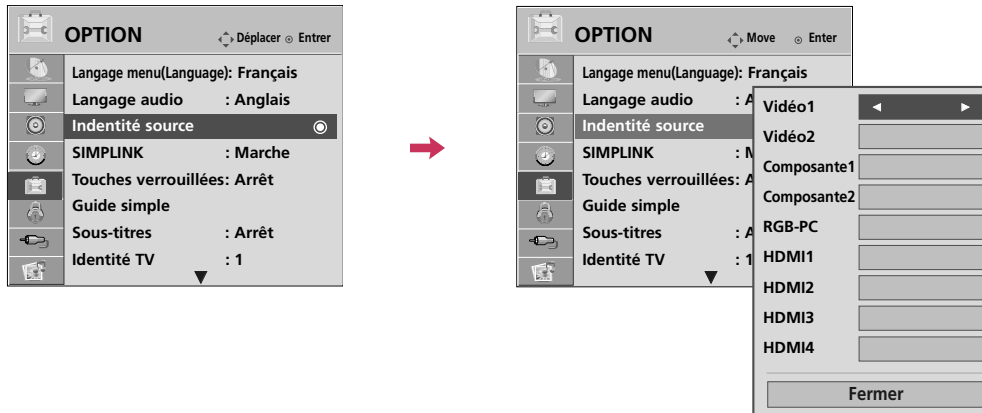 OPTION Déplacer Entrer
Langage menu(Language): Français
Langage audio : Anglais
Indentité source
SIMPLINK : Marche
Touches verrouillées: Arrêt
Guide simple
Sous-titres : Arrêt
Identité TV : 1
OPTION Move Enter
Langage menu(Language): Français
Langage audio : A
Indentité source
SIMPLINK : M
Touches verrouillées: A
Guide simple
Sous-titres : A
Identité TV : 1
Vidéo1
Vidéo2
Composante1
Composante2
RGB-PC
HDMI1
HDMI2
HDMI3
HDMI4
Fermer